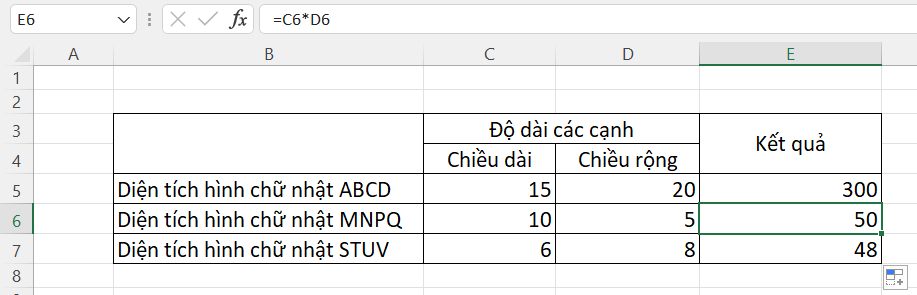 E6 fx =C6*D6
A B C D E
1
2
3 Độ dài các cạnh Kết quả
4 Chiều dài Chiều rộng
5 Diện tích hình chữ nhật ABCD 15 20 300
6 Diện tích hình chữ nhật MNPQ 10 5 50
7 Diện tích hình chữ nhật STUV 6 8 48
8